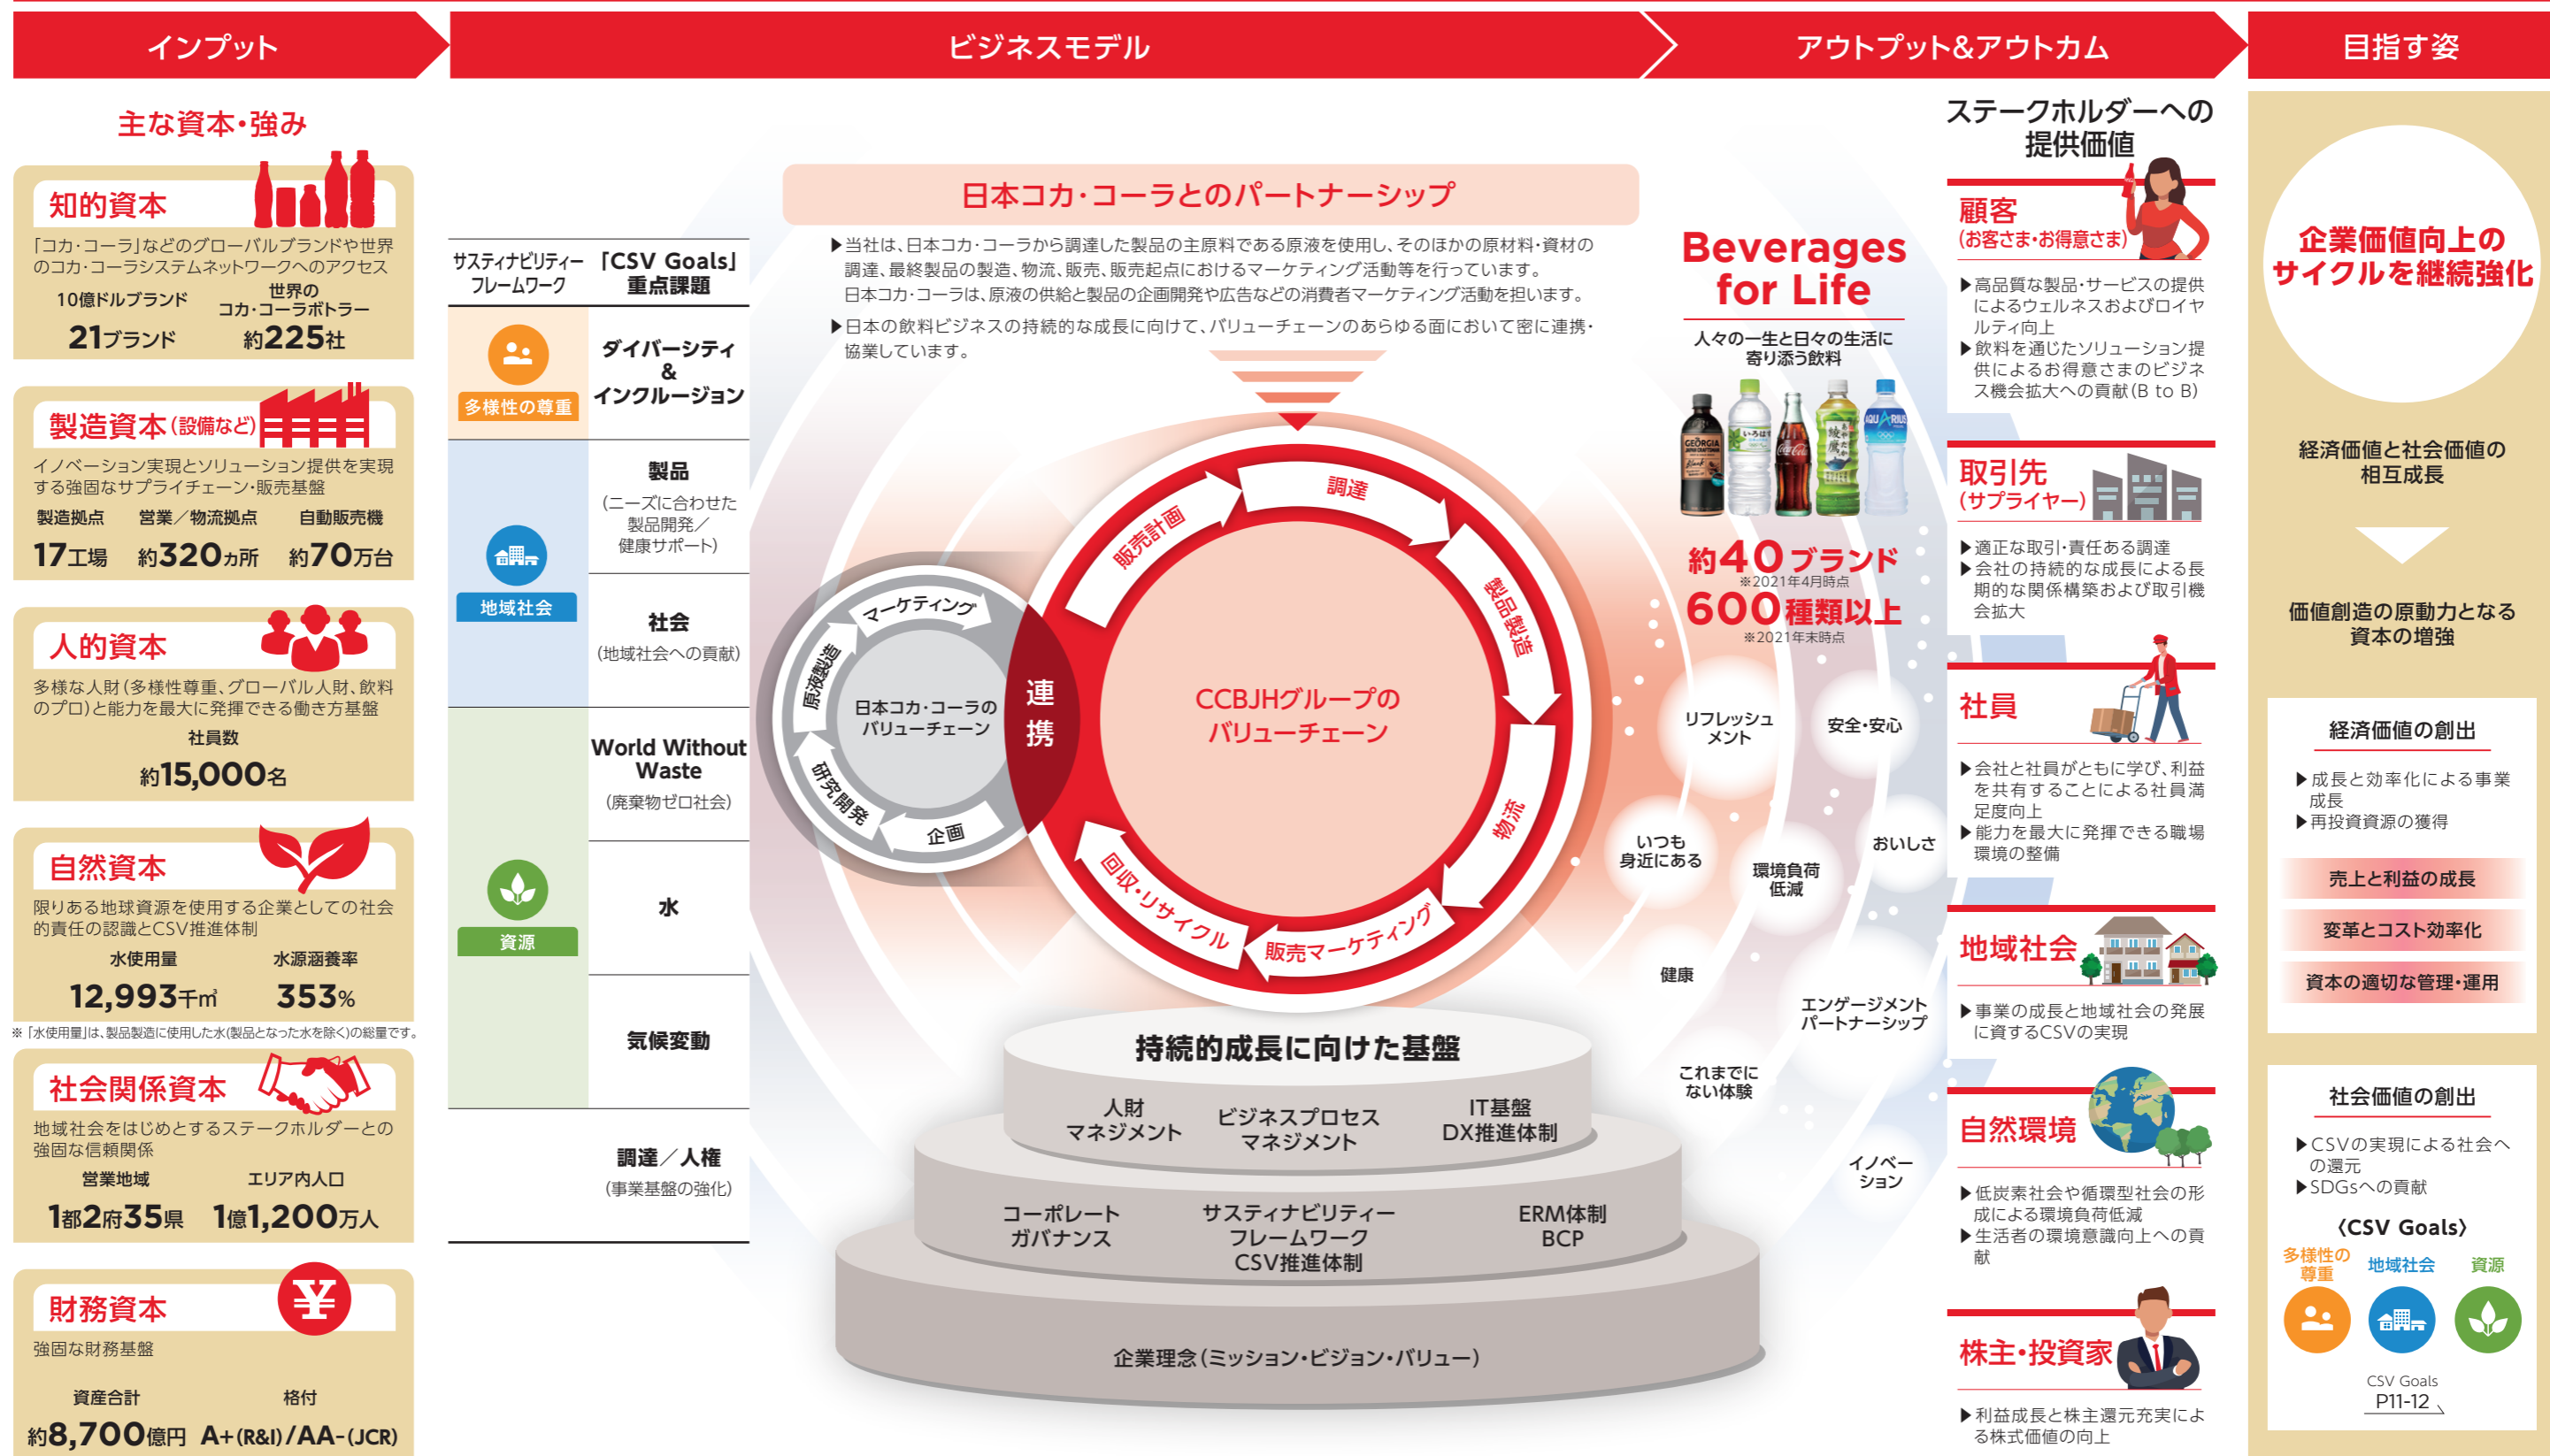 インプット
ビジネスモデル
アウトプット&アウトカム
目指す姿
主な資本・強み
知的資本
「コカ・コーラ」などのグローバルブランドや世界
のコカ・コーラシステムネットワークへのアクセス
10億ドルブランド
21ブランド
世界の
コカ・コーラボトラー
約225社
製造資本(設備など)
イノベーション実現とソリューション提供を実現
する強固なサプライチェーン・販売基盤
製造拠点
17工場
営業／物流拠点
約320ヵ所
自動販売機
約70万台
人的資本
多様な人財(多様性尊重、グローバル人財、飲料
のプロ)と能力を最大に発揮できる働き方基盤
社員数
約15,000名
自然資本
限りある地球資源を使用する企業としての社会
的責任の認識とCSV推進体制
水使用量
12,993千㎥
水源涵養率
353%
※「水使用量」は、製品製造に使用した水(製品となった水を除く)の総量です。
社会関係資本
地域社会をはじめとするステークホルダーとの
強固な信頼関係
営業地域
1都2府35県
エリア内人口
1億1,200万人
財務資本
¥
強固な財務基盤
資産合計
約8,700億円
格付
A+(R&I)/AA-(JCR)
サスティナビリティー
フレームワーク
「CSV Goals」
重点課題
多様性の尊重
ダイバーシティ
&
インクルージョン
地域社会
製品
(ニーズに合わせた
製品開発／
健康サポート)
社会
(地域社会への貢献)
資源
World Without
Waste
(廃棄物ゼロ社会)
水
気候変動
調達／人権
(事業基盤の強化)
日本コカ・コーラとのパートナーシップ
▶当社は、日本コカ・コーラから調達した製品の主原料である原液を使用し、そのほかの原材料・資材の
調達、最終製品の製造、物流、販売、販売起点におけるマーケティング活動等を行っています。
日本コカ・コーラは、原液の供給と製品の企画開発や広告などの消費者マーケティング活動を担います。
▶日本の飲料ビジネスの持続的な成長に向けて、バリューチェーンのあらゆる面において密に連携・
協業しています。
マーケティング
原液製造
研究開発
企画
日本コカ・コーラの
バリューチェーン
連
携
販売計画
調達
製品製造
物流
販売マーケティング
回収・リサイクル
CCBJHグループの
バリューチェーン
持続的成長に向けた基盤
人財
マネジメント
ビジネスプロセス
マネジメント
IT基盤
DX推進体制
コーポレート
ガバナンス
サスティナビリティー
フレームワーク
CSV推進体制
ERM体制
BCP
企業理念(ミッション・ビジョン・バリュー)
Beverages
for Life
人々の一生と日々の生活に
寄り添う飲料
GEORGIA
いろはす
Coca-Cola
綾鷹
AQUARIUS
約40ブランド
※2021年4月時点
600種類以上
※2021年末時点
リフレッシュ
メント
安全・安心
いつも
身近にある
環境負荷
低減
おいしさ
健康
エンゲージメント
パートナーシップ
これまでに
ない体験
イノベー
ション
ステークホルダーへの
提供価値
顧客
(お客さま・お得意さま)
▶高品質な製品・サービスの提供
によるウェルネスおよびロイヤ
ルティ向上
▶飲料を通じたソリューション提
供によるお得意さまのビジネ
ス機会拡大への貢献(B to B)
取引先
(サプライヤー)
▶適正な取引・責任ある調達
▶会社の持続的な成長による長
期的な関係構築および取引機
会拡大
社員
▶会社と社員がともに学び、利益
を共有することによる社員満
足度向上
▶能力を最大に発揮できる職場
環境の整備
地域社会
▶事業の成長と地域社会の発展
に資するCSVの実現
自然環境
▶低炭素社会や循環型社会の形
成による環境負荷低減
▶生活者の環境意識向上への貢
献
株主・投資家
▶利益成長と株主還元充実によ
る株式価値の向上
企業価値向上の
サイクルを継続強化
経済価値と社会価値の
相互成長
価値創造の原動力となる
資本の増強
経済価値の創出
▶成長と効率化による事業
成長
▶再投資資源の獲得
売上と利益の成長
変革とコスト効率化
資本の適切な管理・運用
社会価値の創出
▶CSVの実現による社会へ
の還元
▶SDGsへの貢献
〈CSV Goals〉
多様性の
尊重
地域社会
資源
CSV Goals
P11-12